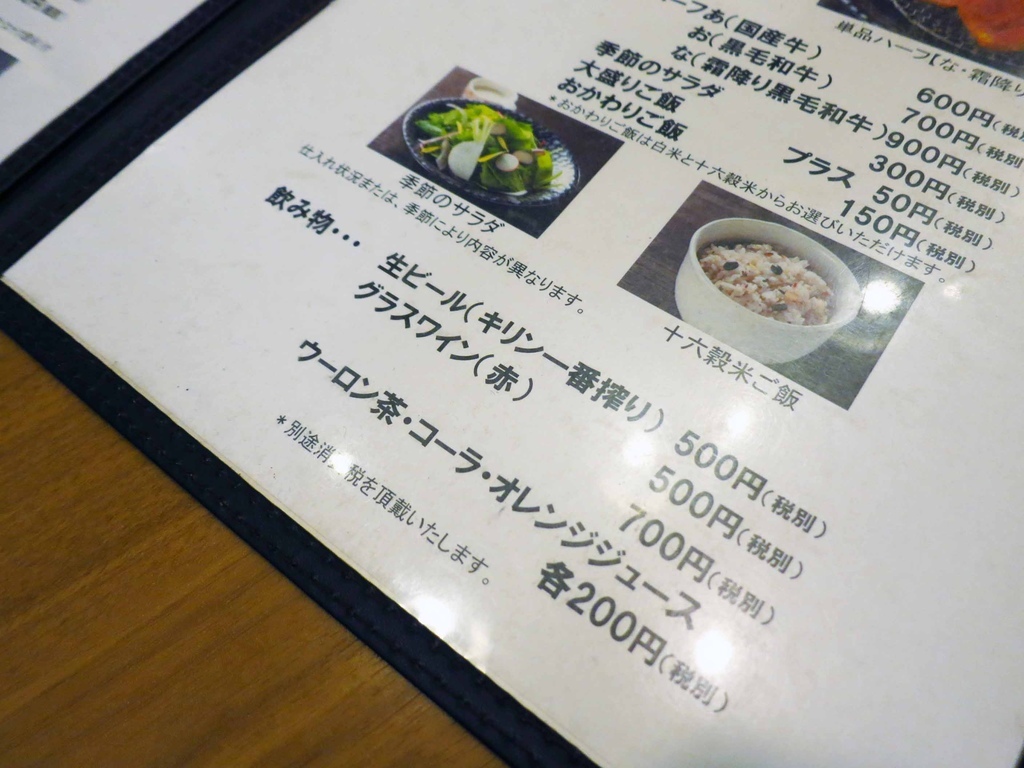 ハーフあ(国産牛) 600円(税別)
お(黒毛和牛) 700円(税別)
な(霜降り黒毛和牛)900円(税別)
季節のサラダ 300円(税別)
大盛りご飯 プラス 50円(税別)
おかわりご飯 150円(税別)
*おかわりご飯は白米と十六穀米からお選びいただけます。
単品ハーフ(な・霜降り
季節のサラダ
仕入れ状況または、季節により内容が異なります。
十六穀米ご飯
飲み物・・・ 生ビール(キリン一番搾り) 500円(税別)
グラスワイン(赤) 500円(税別)
700円(税別)
ウーロン茶・コーラ・オレンジジュース
各200円(税別)
*別途消費税を頂戴いたします。